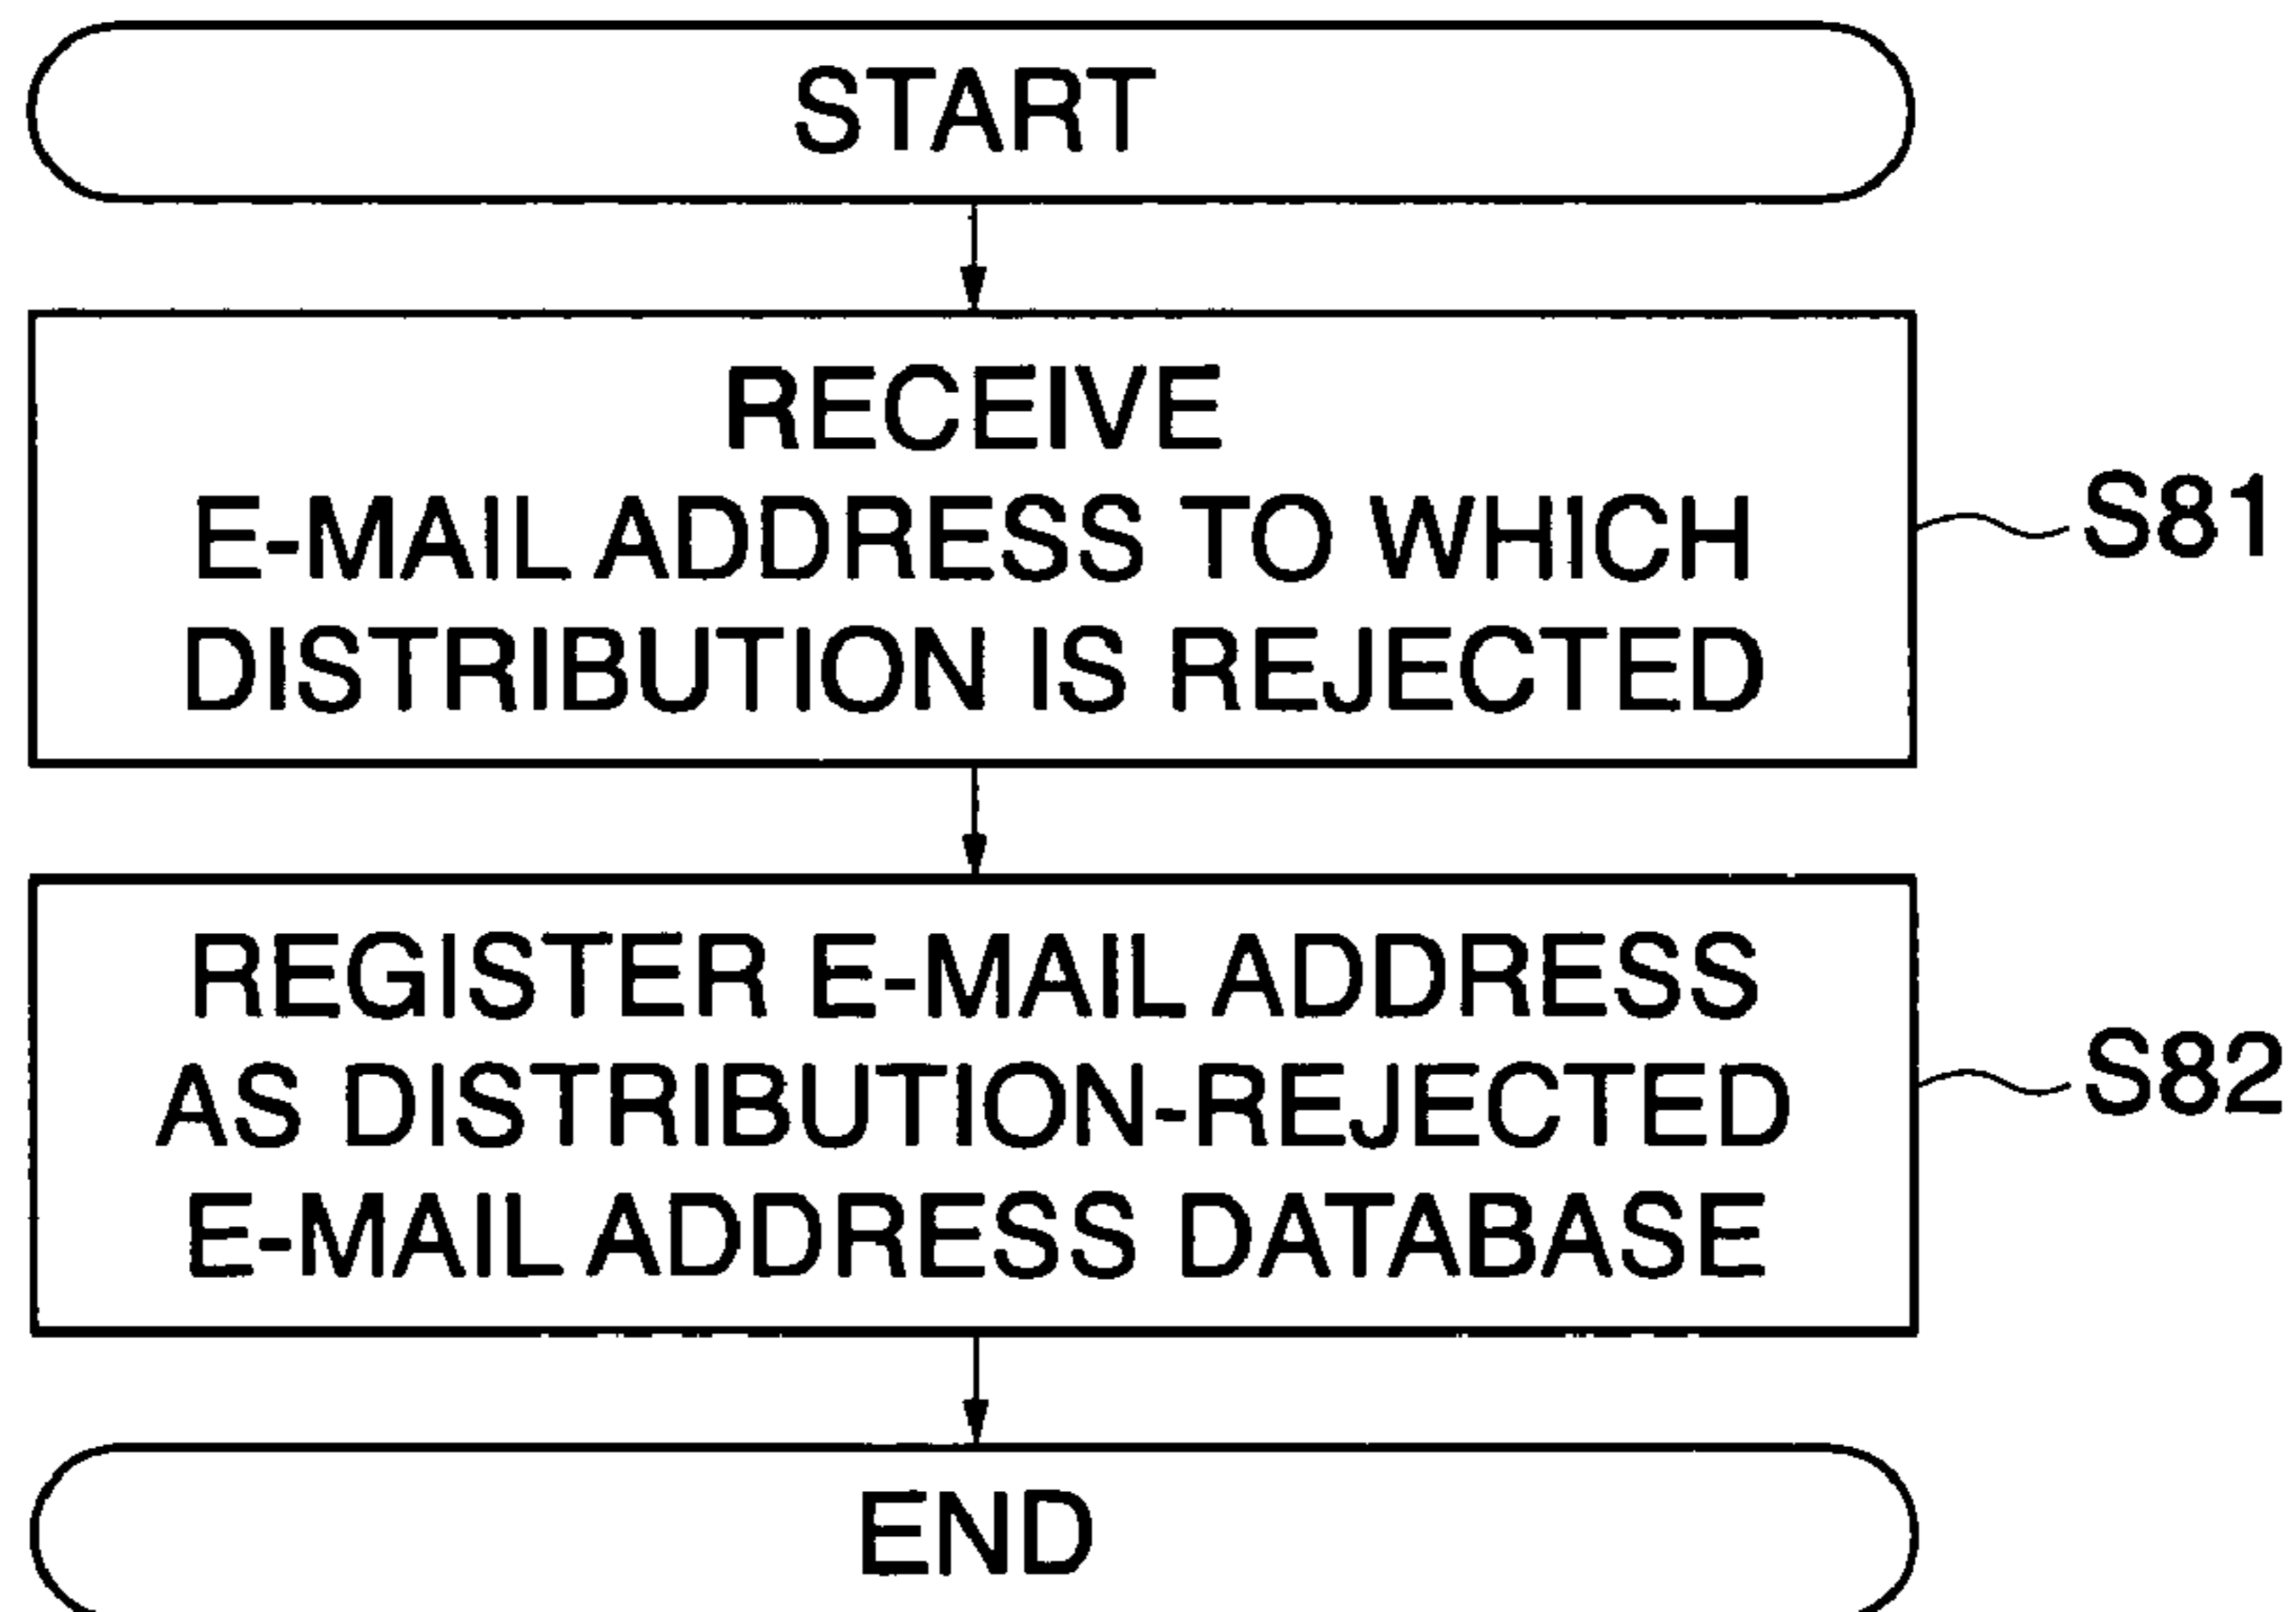 START
RECEIVE
E-MAIL ADDRESS TO WHICH
DISTRIBUTION IS REJECTED
S81
REGISTER E-MAIL ADDRESS
AS DISTRIBUTION-REJECTED
E-MAIL ADDRESS DATABASE
S82
END